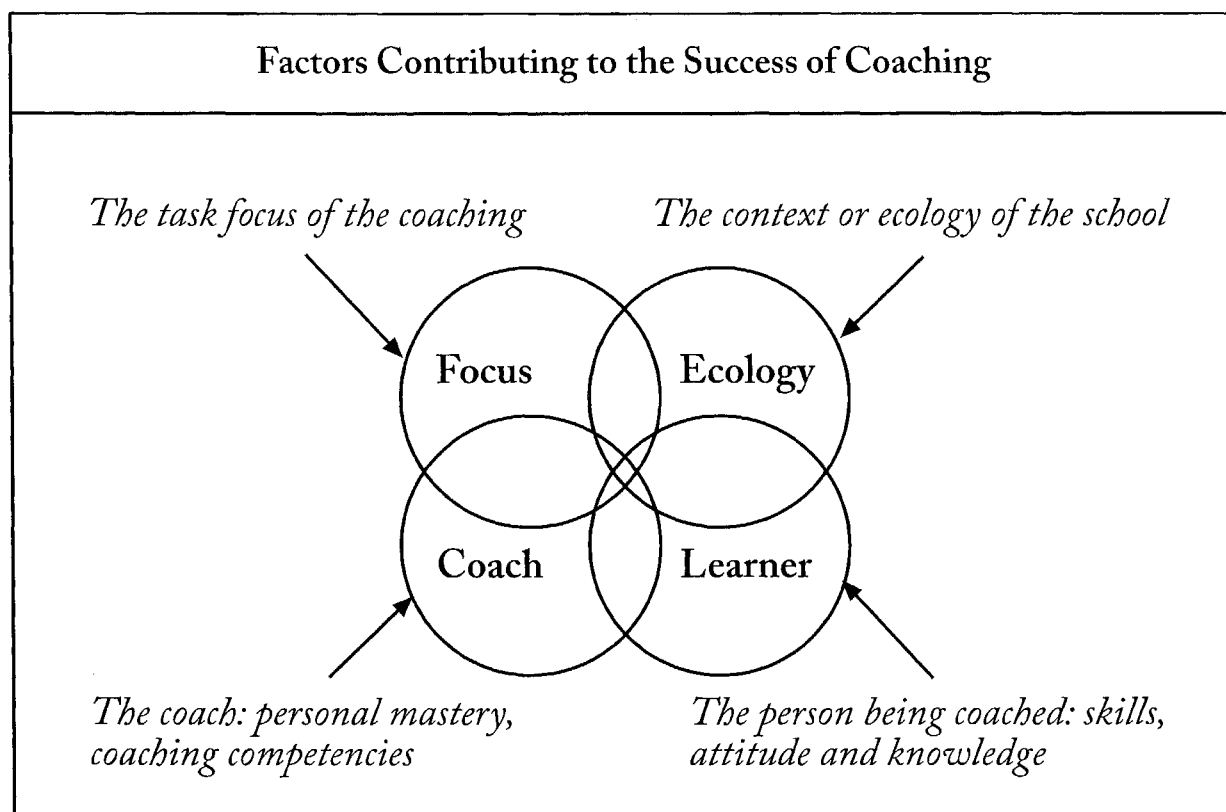 Factors Contributing to the Success of Coaching
The task focus of the coaching
The context or ecology of the school
Focus
Ecology
Coach
Learner
The coach: personal mastery,
coaching competencies
The person being coached: skills,
attitude and knowledge